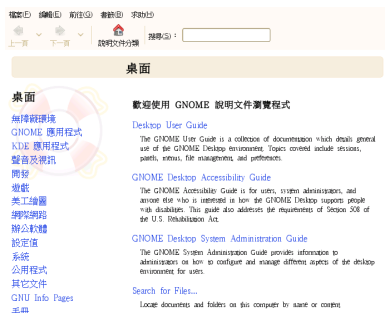 檔案(F) 編輯(E) 前往(G) 書籤(B) 求助(H)
上一頁 下一頁 說明文件分類 搜尋(S)：
桌面
桌面
無障礙環境
GNOME 應用程式
KDE 應用程式
聲音及視訊
開發
遊戲
美工繪圖
網際網路
辦公軟體
設定值
系統
公用程式
其它文件
GNU Info Pages
手冊
歡迎使用 GNOME 說明文件瀏覽程式
Desktop User Guide
The GNOME User Guide is a collection of documentation which details general
use of the GNOME Desktop environment. Topics covered include sessions,
panels, menus, file management, and preferences.
GNOME Desktop Accessibility Guide
The GNOME Accessibility Guide is for users, system administrators, and
anyone else who is interested in how the GNOME Desktop supports people
with disabilities. This guide also addresses the requirements of Section 508 of
the U.S. Rehabilitation Act.
GNOME Desktop System Administration Guide
The GNOME System Administration Guide provides information to
administrators on how to configure and manage different aspects of the desktop
environment for users.
Search for Files...
Locate documents and folders on this computer by name or content